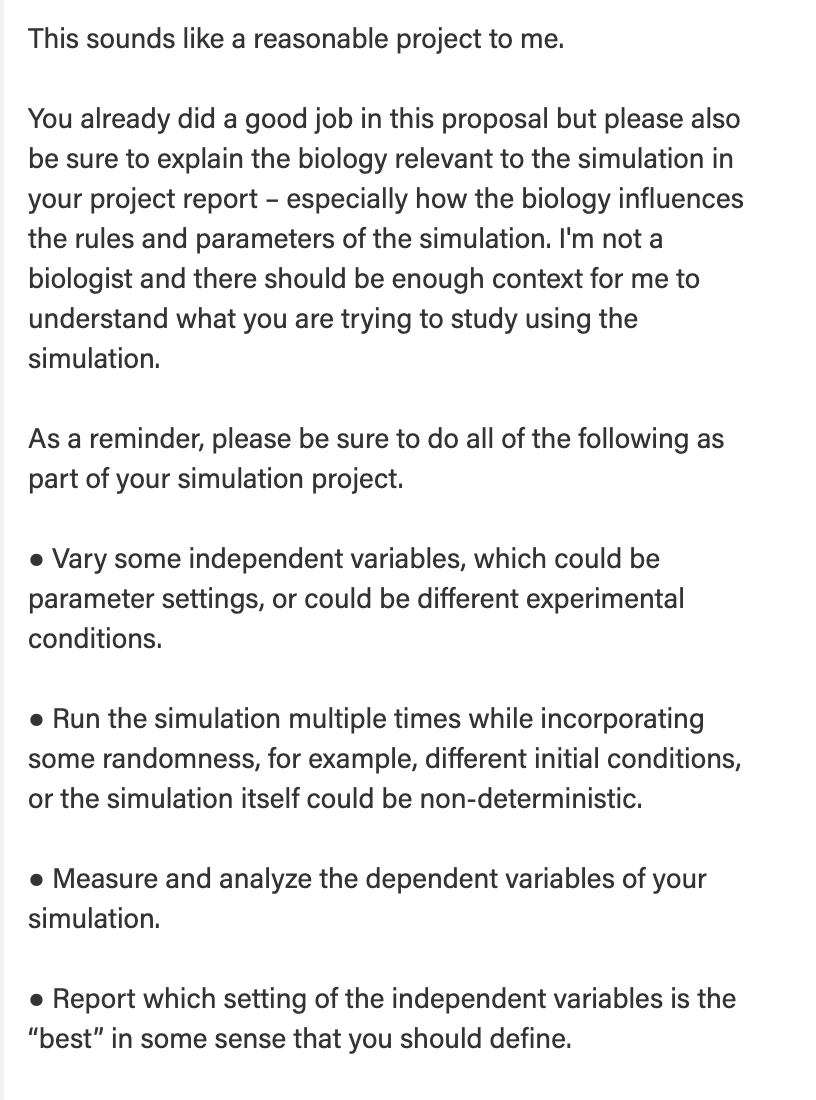 This sounds like a reasonable project to me.
You already did a good job in this proposal but please also
be sure to explain the biology relevant to the simulation in
your project report – especially how the biology influences
the rules and parameters of the simulation. I'm not a
biologist and there should be enough context for me to
understand what you are trying to study using the
simulation.
As a reminder, please be sure to do all of the following as
part of your simulation project.
● Vary some independent variables, which could be
parameter settings, or could be different experimental
conditions.
● Run the simulation multiple times while incorporating
some randomness, for example, different initial conditions,
or the simulation itself could be non-deterministic.
● Measure and analyze the dependent variables of your
simulation.
● Report which setting of the independent variables is the
“best” in some sense that you should define.